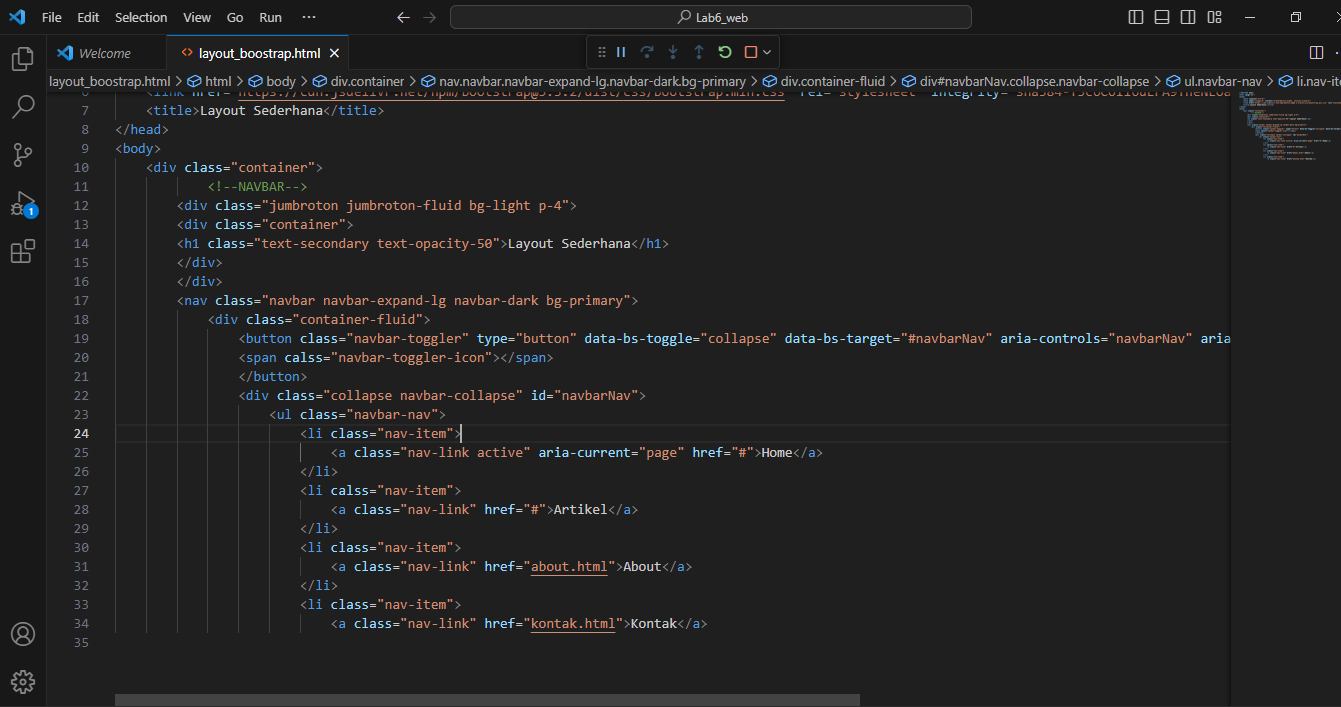 File Edit Selection View Go Run ··· Lab6_web
Welcome layout_boostrap.html
layout_boostrap.html > html > body > div.container > nav.navbar.navbar-expand-lg.navbar-dark.bg-primary > div.container-fluid > div#navbarNav.collapse.navbar-collapse > ul.navbar-nav > li.nav-ite
7 <title>Layout Sederhana</title>
8 </head>
9 <body>
10 <div class="container">
11 <!--NAVBAR-->
12 <div class="jumbroton jumbroton-fluid bg-light p-4">
13 <div class="container">
14 <h1 class="text-secondary text-opacity-50">Layout Sederhana</h1>
15 </div>
16 </div>
17 <nav class="navbar navbar-expand-lg navbar-dark bg-primary">
18 <div class="container-fluid">
19 <button class="navbar-toggler" type="button" data-bs-toggle="collapse" data-bs-target="#navbarNav" aria-controls="navbarNav" aria
20 <span calss="navbar-toggler-icon"></span>
21 </button>
22 <div class="collapse navbar-collapse" id="navbarNav">
23 <ul class="navbar-nav">
24 <li class="nav-item">
25 <a class="nav-link active" aria-current="page" href="#">Home</a>
26 </li>
27 <li calss="nav-item">
28 <a class="nav-link" href="#">Artikel</a>
29 </li>
30 <li class="nav-item">
31 <a class="nav-link" href="about.html">About</a>
32 </li>
33 <li class="nav-item">
34 <a class="nav-link" href="kontak.html">Kontak</a>
35
1